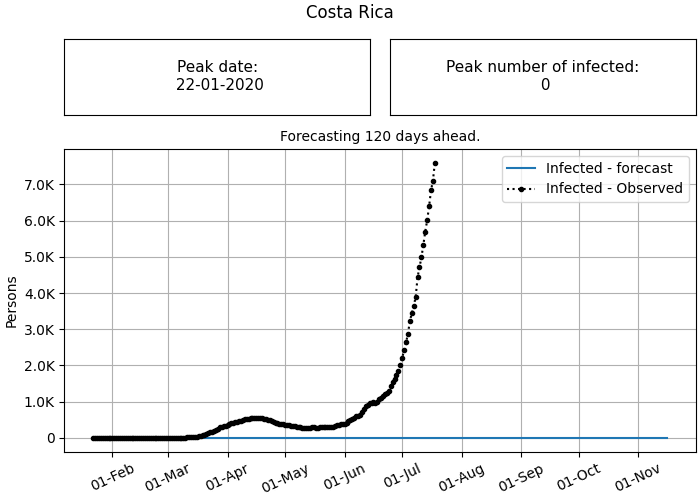 Costa Rica
Peak date:
22-01-2020
Peak number of infected:
0
Forecasting 120 days ahead.
Infected - forecast
Infected - Observed
Persons
7.0K
6.0K
5.0K
4.0K
3.0K
2.0K
1.0K
0
01-Feb
01-Mar
01-Apr
01-May
01-Jun
01-Jul
01-Aug
01-Sep
01-Oct
01-Nov